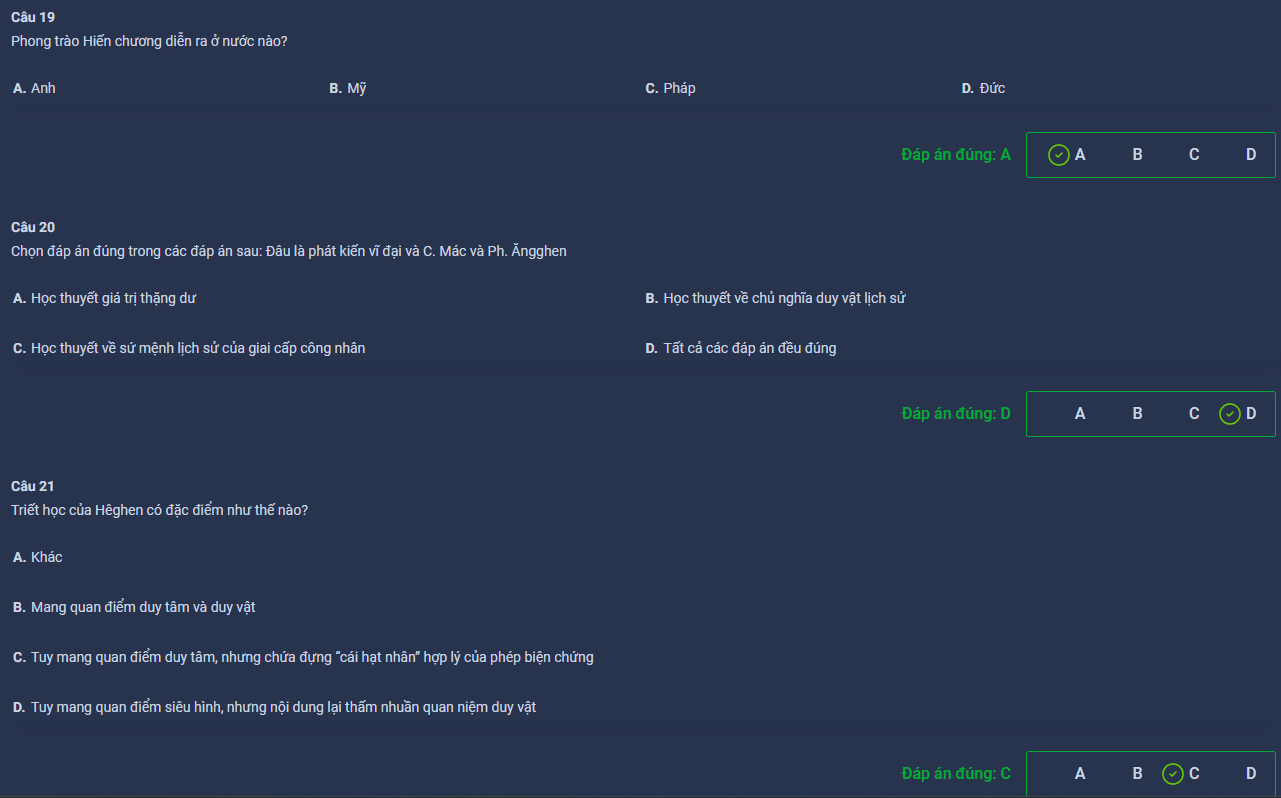 Câu 19
Phong trào Hiến chương diễn ra ở nước nào?
A. Anh B. Mỹ C. Pháp D. Đức
Đáp án đúng: A A B C D
Câu 20
Chọn đáp án đúng trong các đáp án sau: Đâu là phát kiến vĩ đại và C. Mác và Ph. Ăngghen
A. Học thuyết giá trị thặng dư B. Học thuyết về chủ nghĩa duy vật lịch sử
C. Học thuyết về sứ mệnh lịch sử của giai cấp công nhân D. Tất cả các đáp án đều đúng
Đáp án đúng: D A B C D
Câu 21
Triết học của Hêghen có đặc điểm như thế nào?
A. Khác
B. Mang quan điểm duy tâm và duy vật
C. Tuy mang quan điểm duy tâm, nhưng chứa đựng “cái hạt nhân” hợp lý của phép biện chứng
D. Tuy mang quan điểm siêu hình, nhưng nội dung lại thấm nhuần quan niệm duy vật
Đáp án đúng: C A B C D